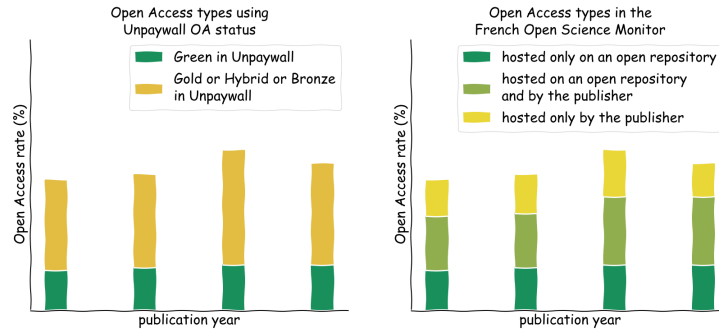 Open Access types using
Unpaywall OA status
Green in Unpaywall
Gold or Hybrid or Bronze
in Unpaywall
Open Access rate (%)
publication year
Open Access types in the
French Open Science Monitor
hosted only on an open repository
hosted on an open repository
and by the publisher
hosted only by the publisher
Open Access rate (%)
publication year